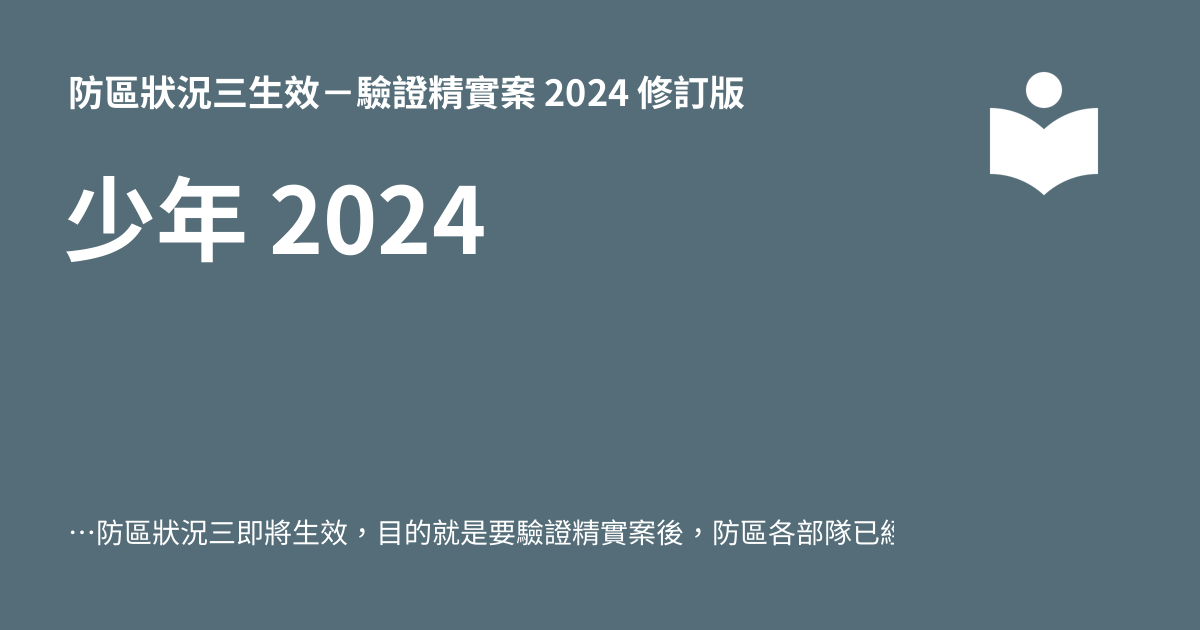 防區狀況三生效－驗證精實案 2024 修訂版
少年 2024
…防區狀況三即將生效，目的就是要驗證精實案後，防區各部隊已